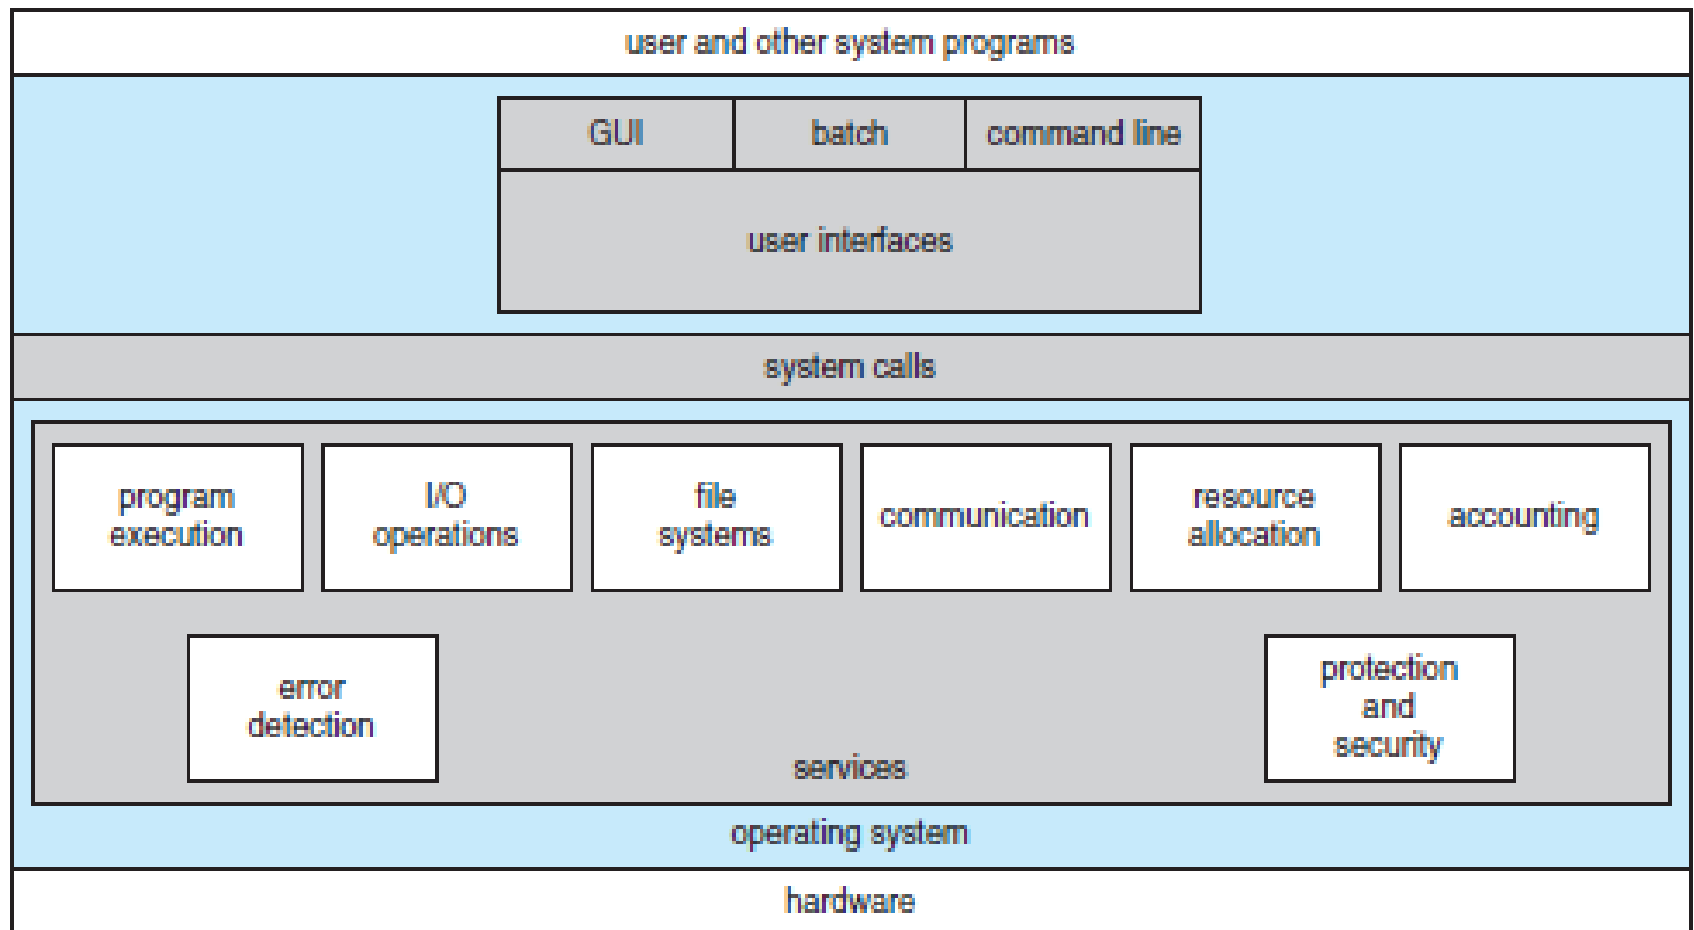 user and other system programs
GUI
batch
command line
user interfaces
system calls
program
execution
I/O
operations
file
systems
communication
resource
allocation
accounting
error
detection
protection
and
security
services
operating system
hardware